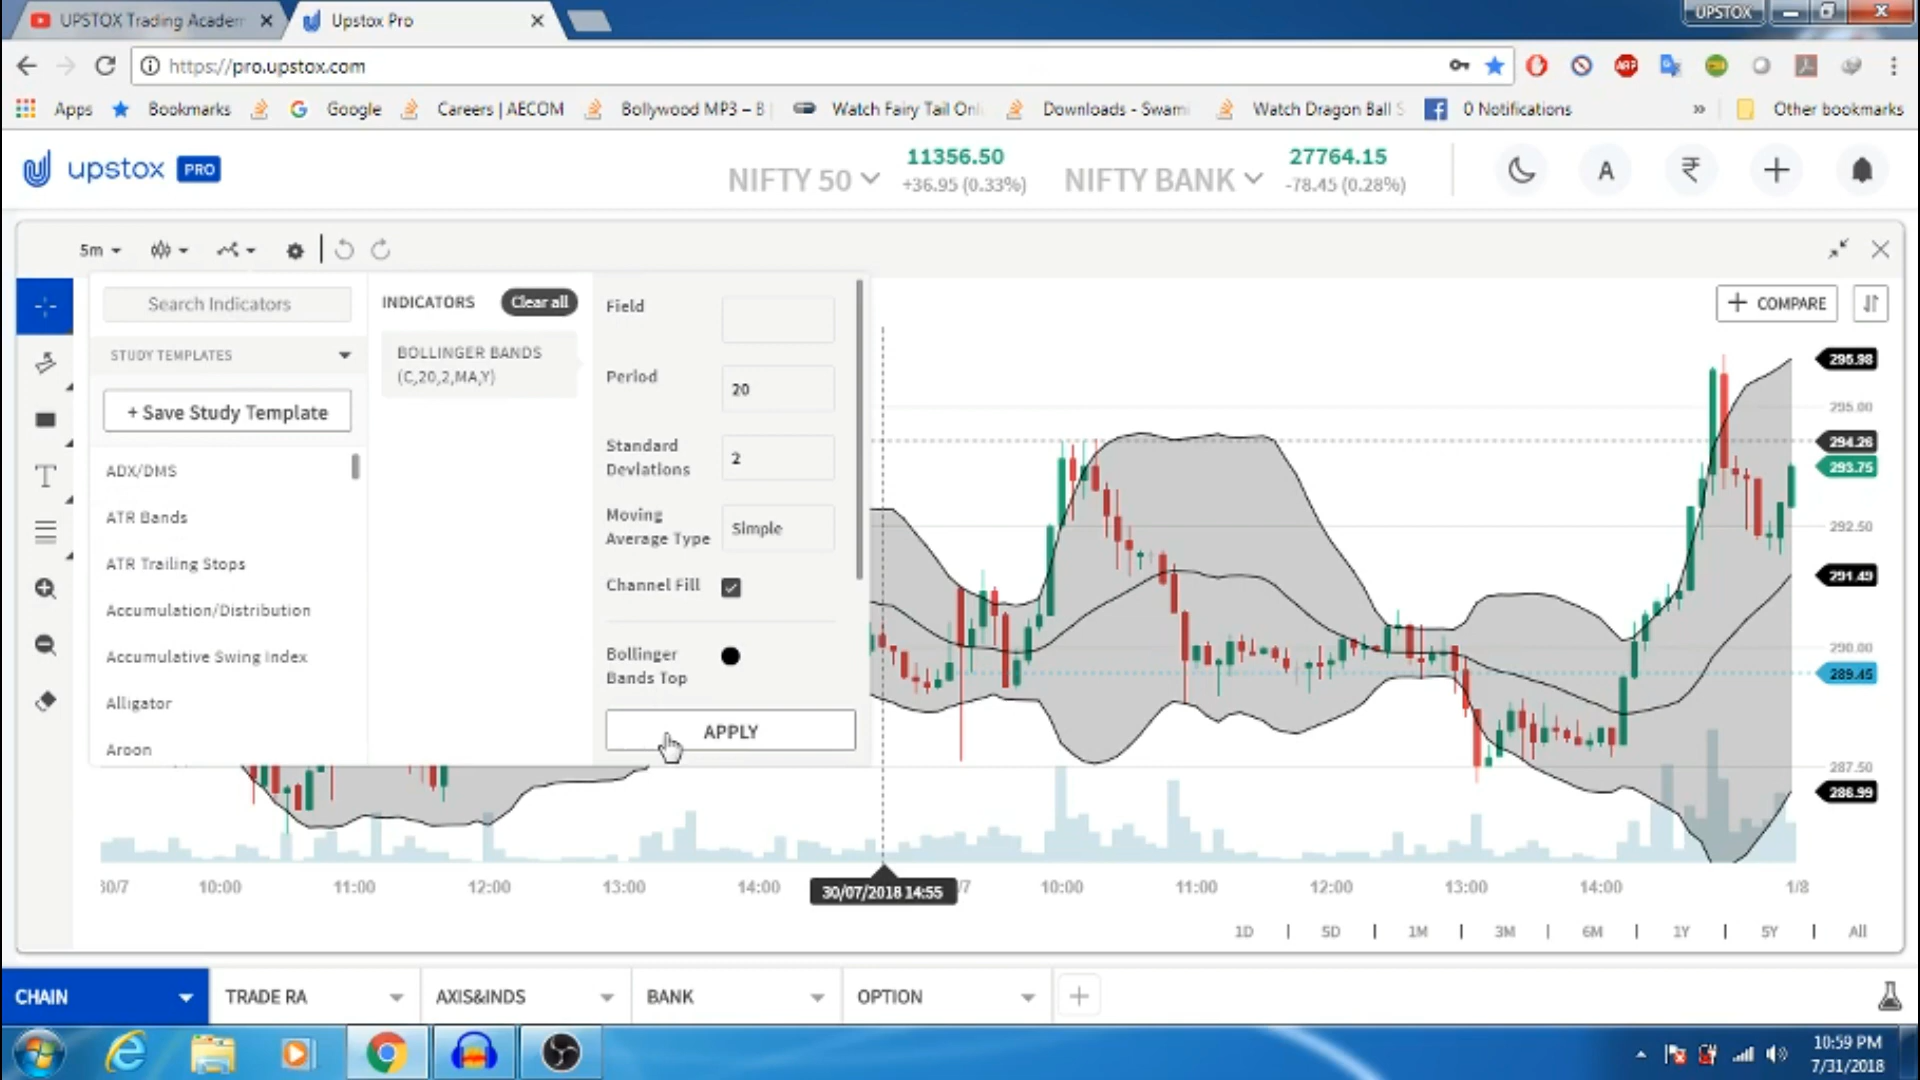 UPSTOX Trading Academ
Upstox Pro
UPSTOX
https://pro.upstox.com
ABP
Apps
Bookmarks
Google
Careers | AECOM
Bollywood MP3 – B
Watch Fairy Tail Onl
Downloads - Swami
Watch Dragon Ball S
0 Notifications
»
Other bookmarks
upstox PRO
NIFTY 50
11356.50
+36.95 (0.33%)
NIFTY BANK
27764.15
-78.45 (0.28%)
A
₹
5m
Search Indicators
STUDY TEMPLATES
+ Save Study Template
ADX/DMS
ATR Bands
ATR Trailing Stops
Accumulation/Distribution
Accumulative Swing Index
Alligator
Aroon
INDICATORS
Clear all
BOLLINGER BANDS
(C,20,2,MA,Y)
Field
Period
20
Standard
Deviations
2
Moving
Average Type
Simple
Channel Fill
Bollinger
Bands Top
APPLY
T
+ COMPARE
295.98
295.00
294.26
293.75
292.50
291.49
290.00
289.45
287.50
286.99
30/7
10:00
11:00
12:00
13:00
14:00
30/07/2018 14:55
/7
10:00
11:00
12:00
13:00
14:00
1/8
1D | 5D | 1M | 3M | 6M | 1Y | 5Y | All
CHAIN
TRADE RA
AXIS&INDS
BANK
OPTION
10:59 PM
7/31/2018